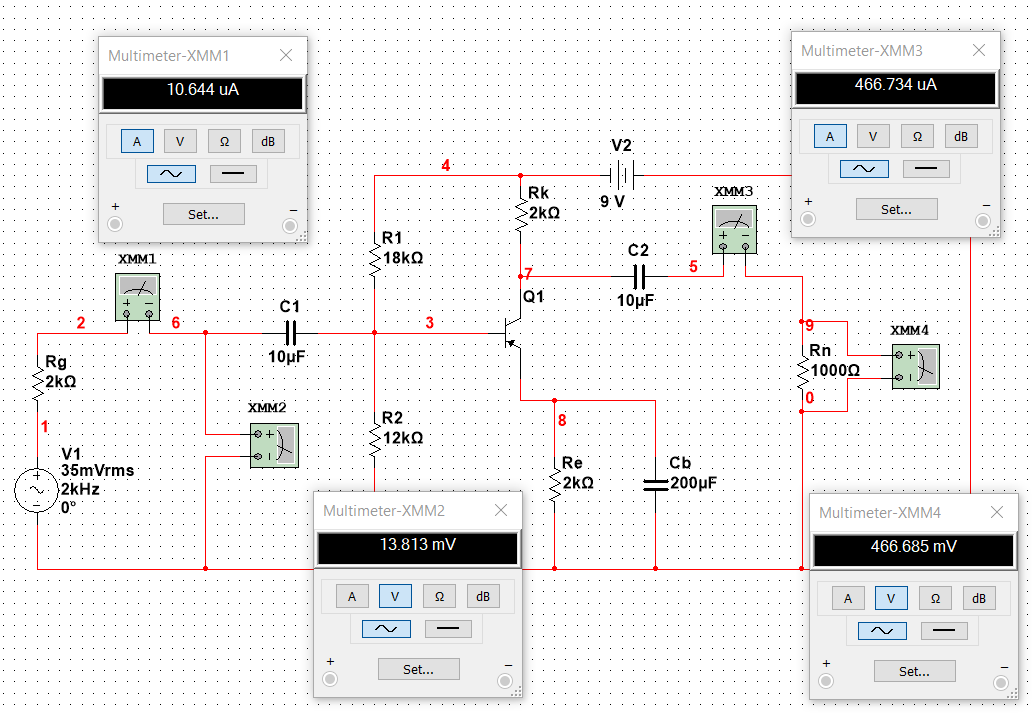 Multimeter-XMM1
10.644 uA
A V Ω dB
+ −
Set...
Multimeter-XMM3
466.734 uA
A V Ω dB
+ −
Set...
4
V2
9 V
Rk
2kΩ
XMM3
+ −
R1
18kΩ
C2
10µF
5
7
XMM1
+ −
2
6
C1
10µF
3
Q1
9
XMM4
+
−
Rn
1000Ω
0
Rg
2kΩ
XMM2
+
−
R2
12kΩ
8
1
V1
35mVrms
2kHz
0°
Re
2kΩ
Cb
200µF
Multimeter-XMM2
13.813 mV
A V Ω dB
+ −
Set...
Multimeter-XMM4
466.685 mV
A V Ω dB
+ −
Set...